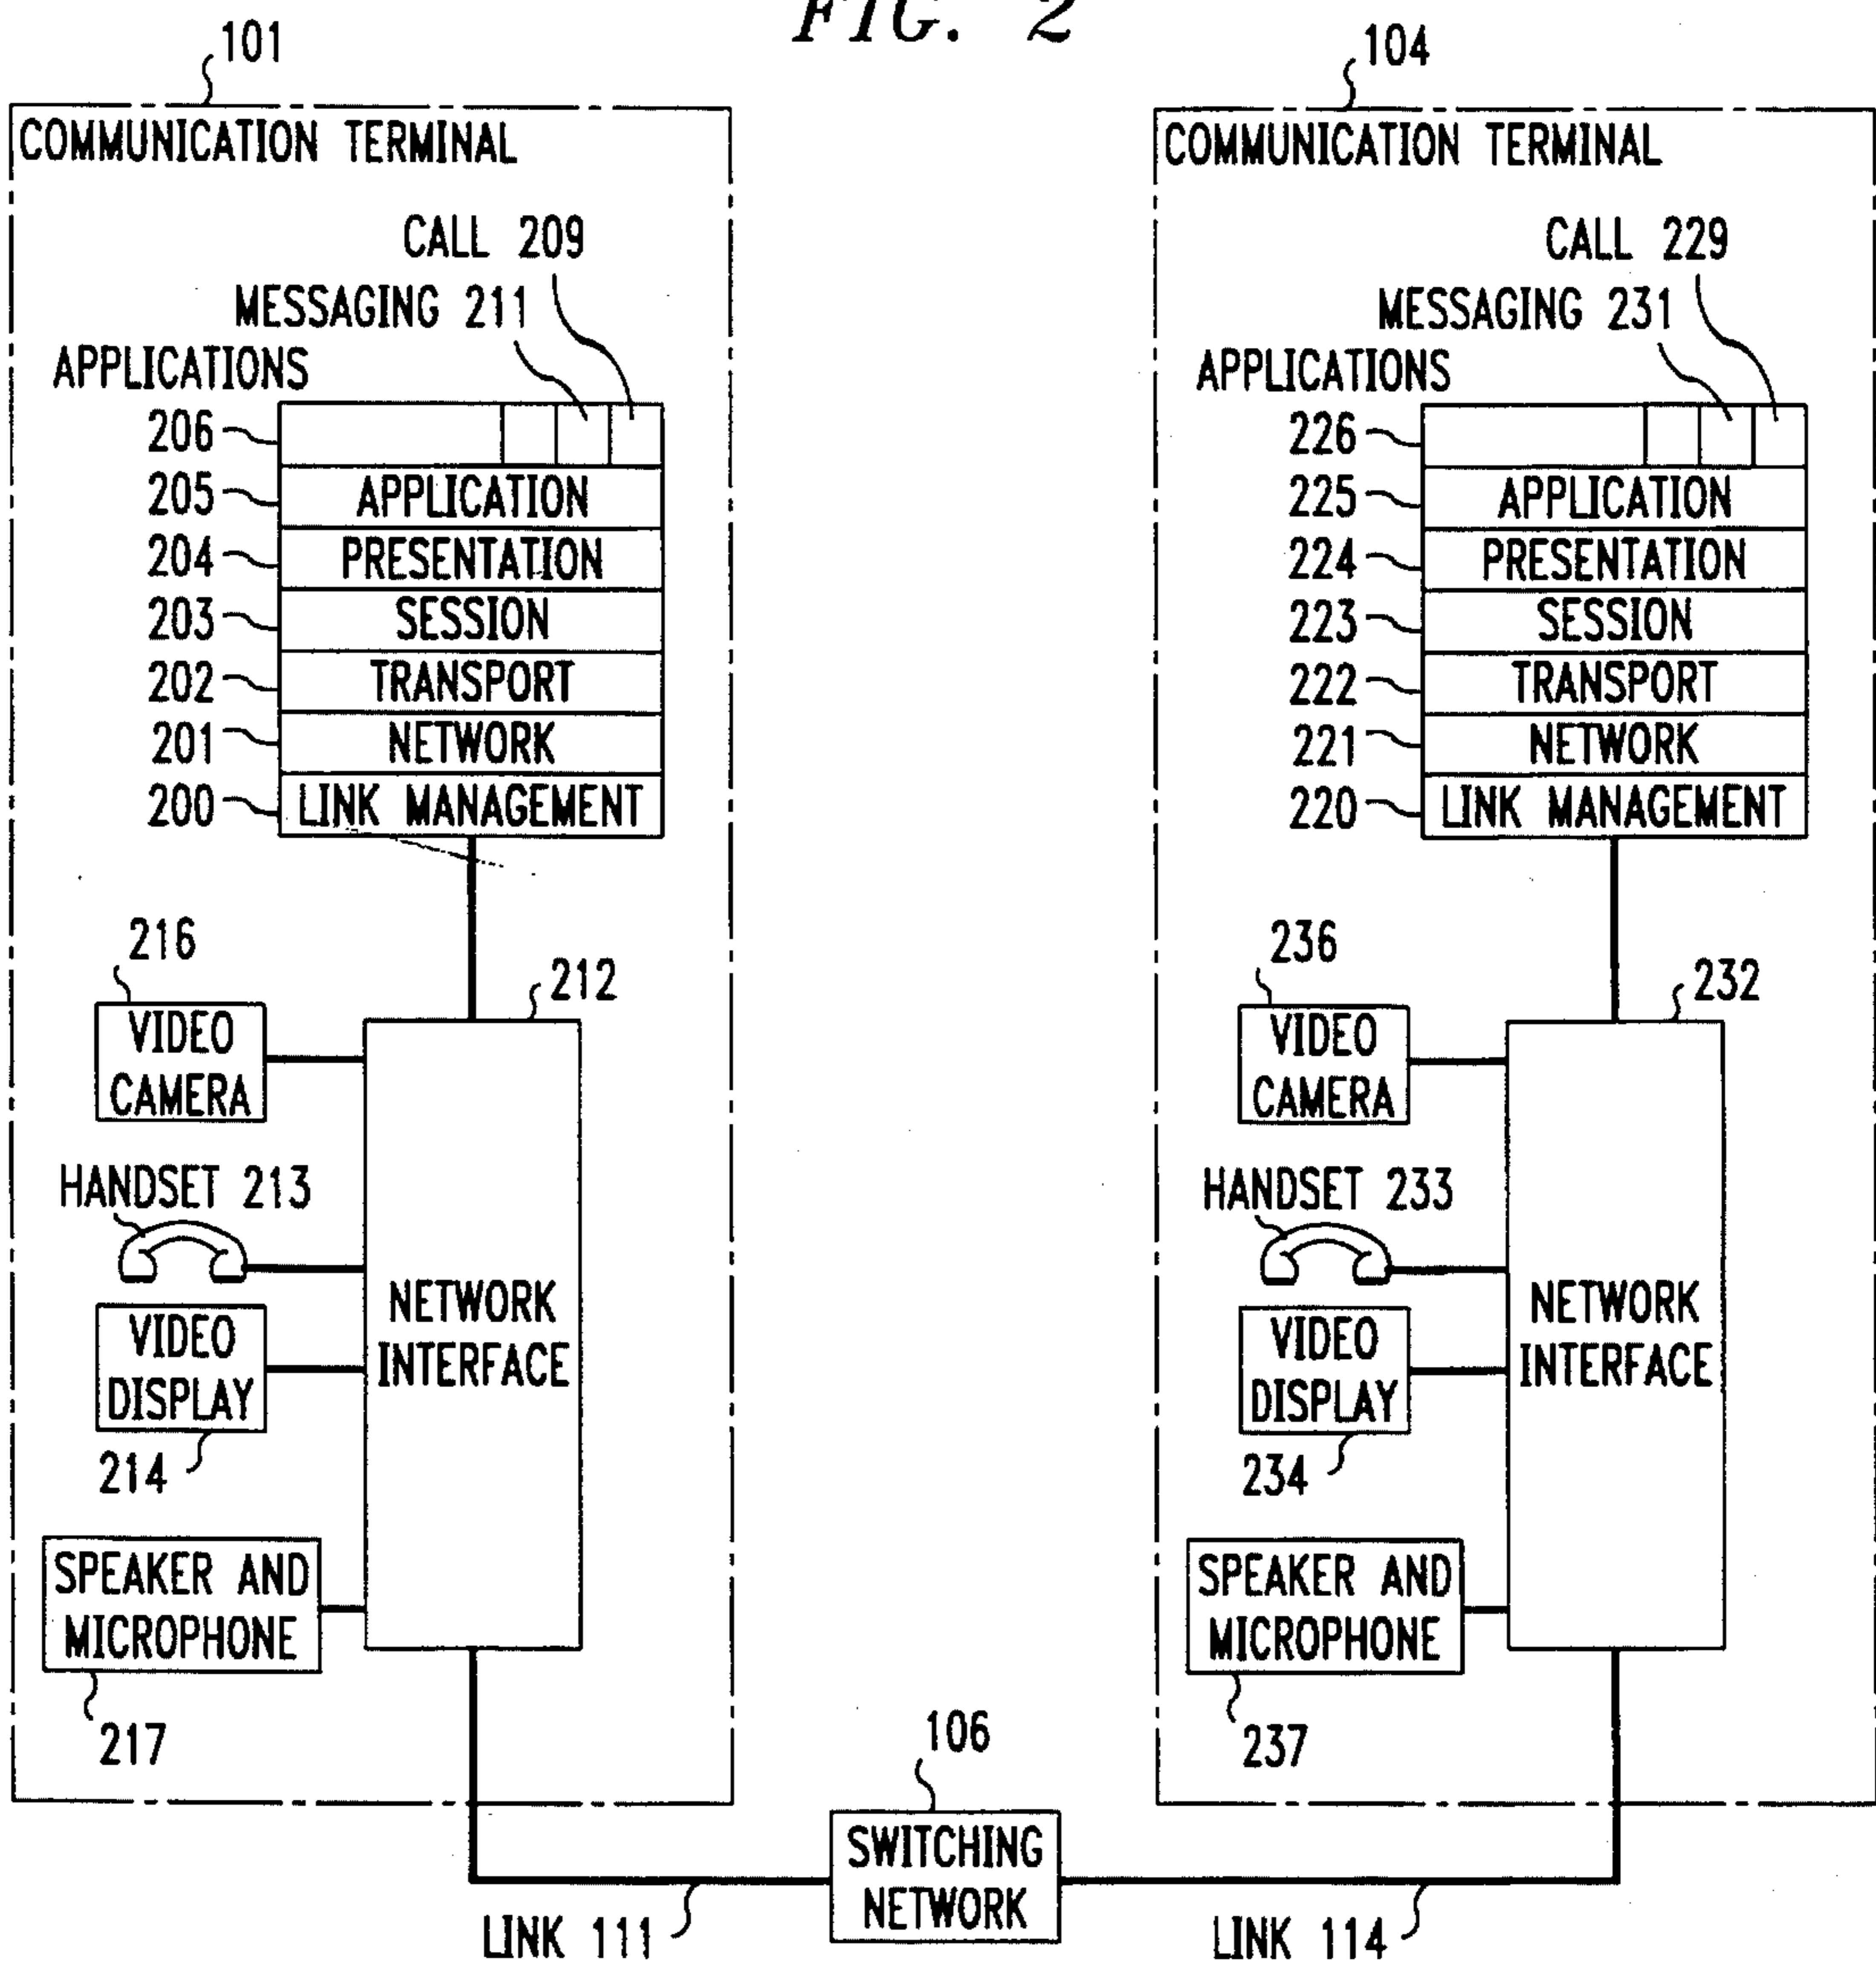 FIG. 2
101
COMMUNICATION TERMINAL
CALL 209
MESSAGING 211
APPLICATIONS
206
205 APPLICATION
204 PRESENTATION
203 SESSION
202 TRANSPORT
201 NETWORK
200 LINK MANAGEMENT
216
VIDEO
CAMERA
212
HANDSET 213
NETWORK
INTERFACE
VIDEO
DISPLAY
214
SPEAKER AND
MICROPHONE
217
104
COMMUNICATION TERMINAL
CALL 229
MESSAGING 231
APPLICATIONS
226
225 APPLICATION
224 PRESENTATION
223 SESSION
222 TRANSPORT
221 NETWORK
220 LINK MANAGEMENT
236
VIDEO
CAMERA
232
HANDSET 233
NETWORK
INTERFACE
VIDEO
DISPLAY
234
SPEAKER AND
MICROPHONE
237
106
SWITCHING
NETWORK
LINK 111
LINK 114